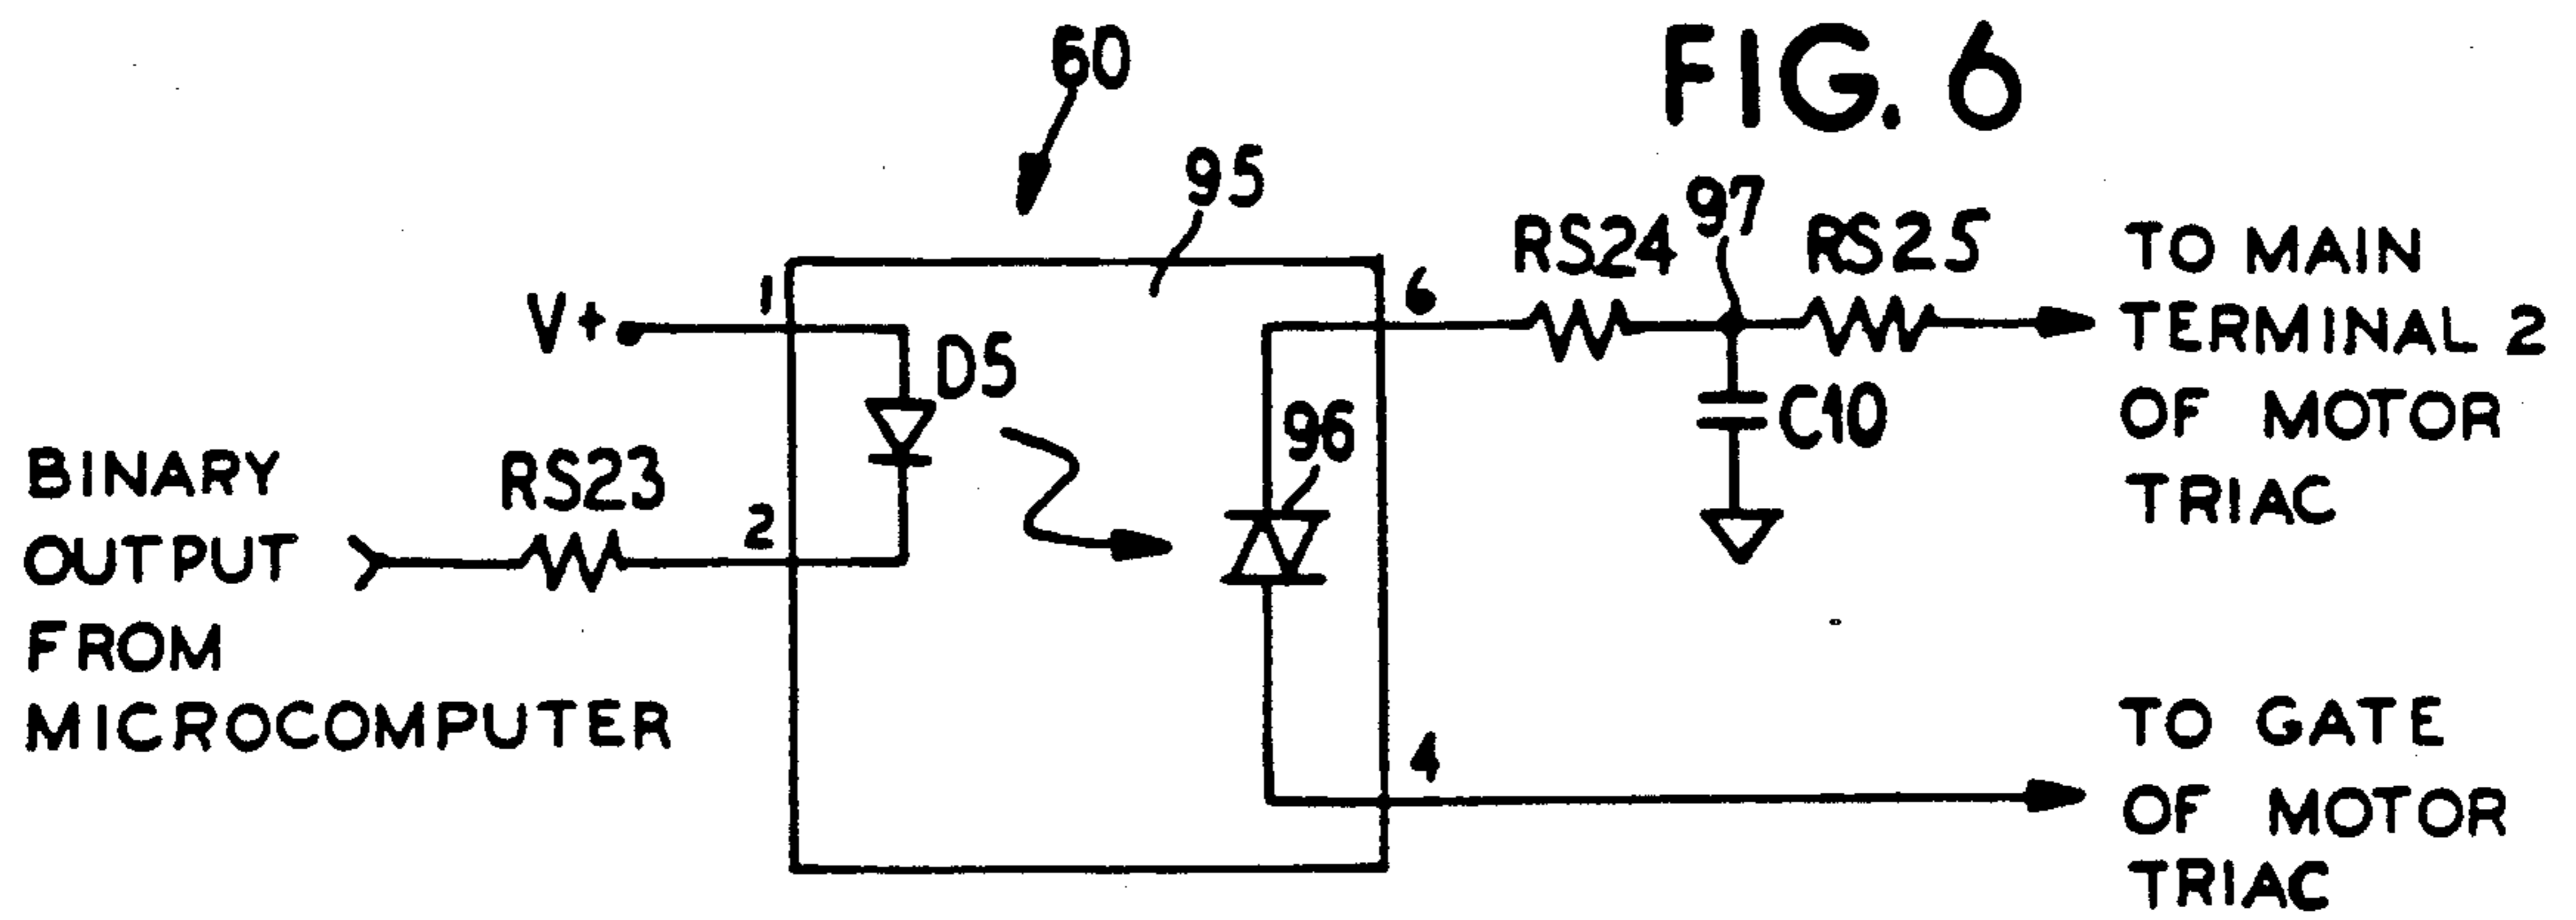 FIG. 6
60
95
97
RS24
RS25
TO MAIN
TERMINAL 2
OF MOTOR
TRIAC
1
6
V+
D5
96
C10
BINARY
OUTPUT
FROM
MICROCOMPUTER
RS23
2
4
TO GATE
OF MOTOR
TRIAC